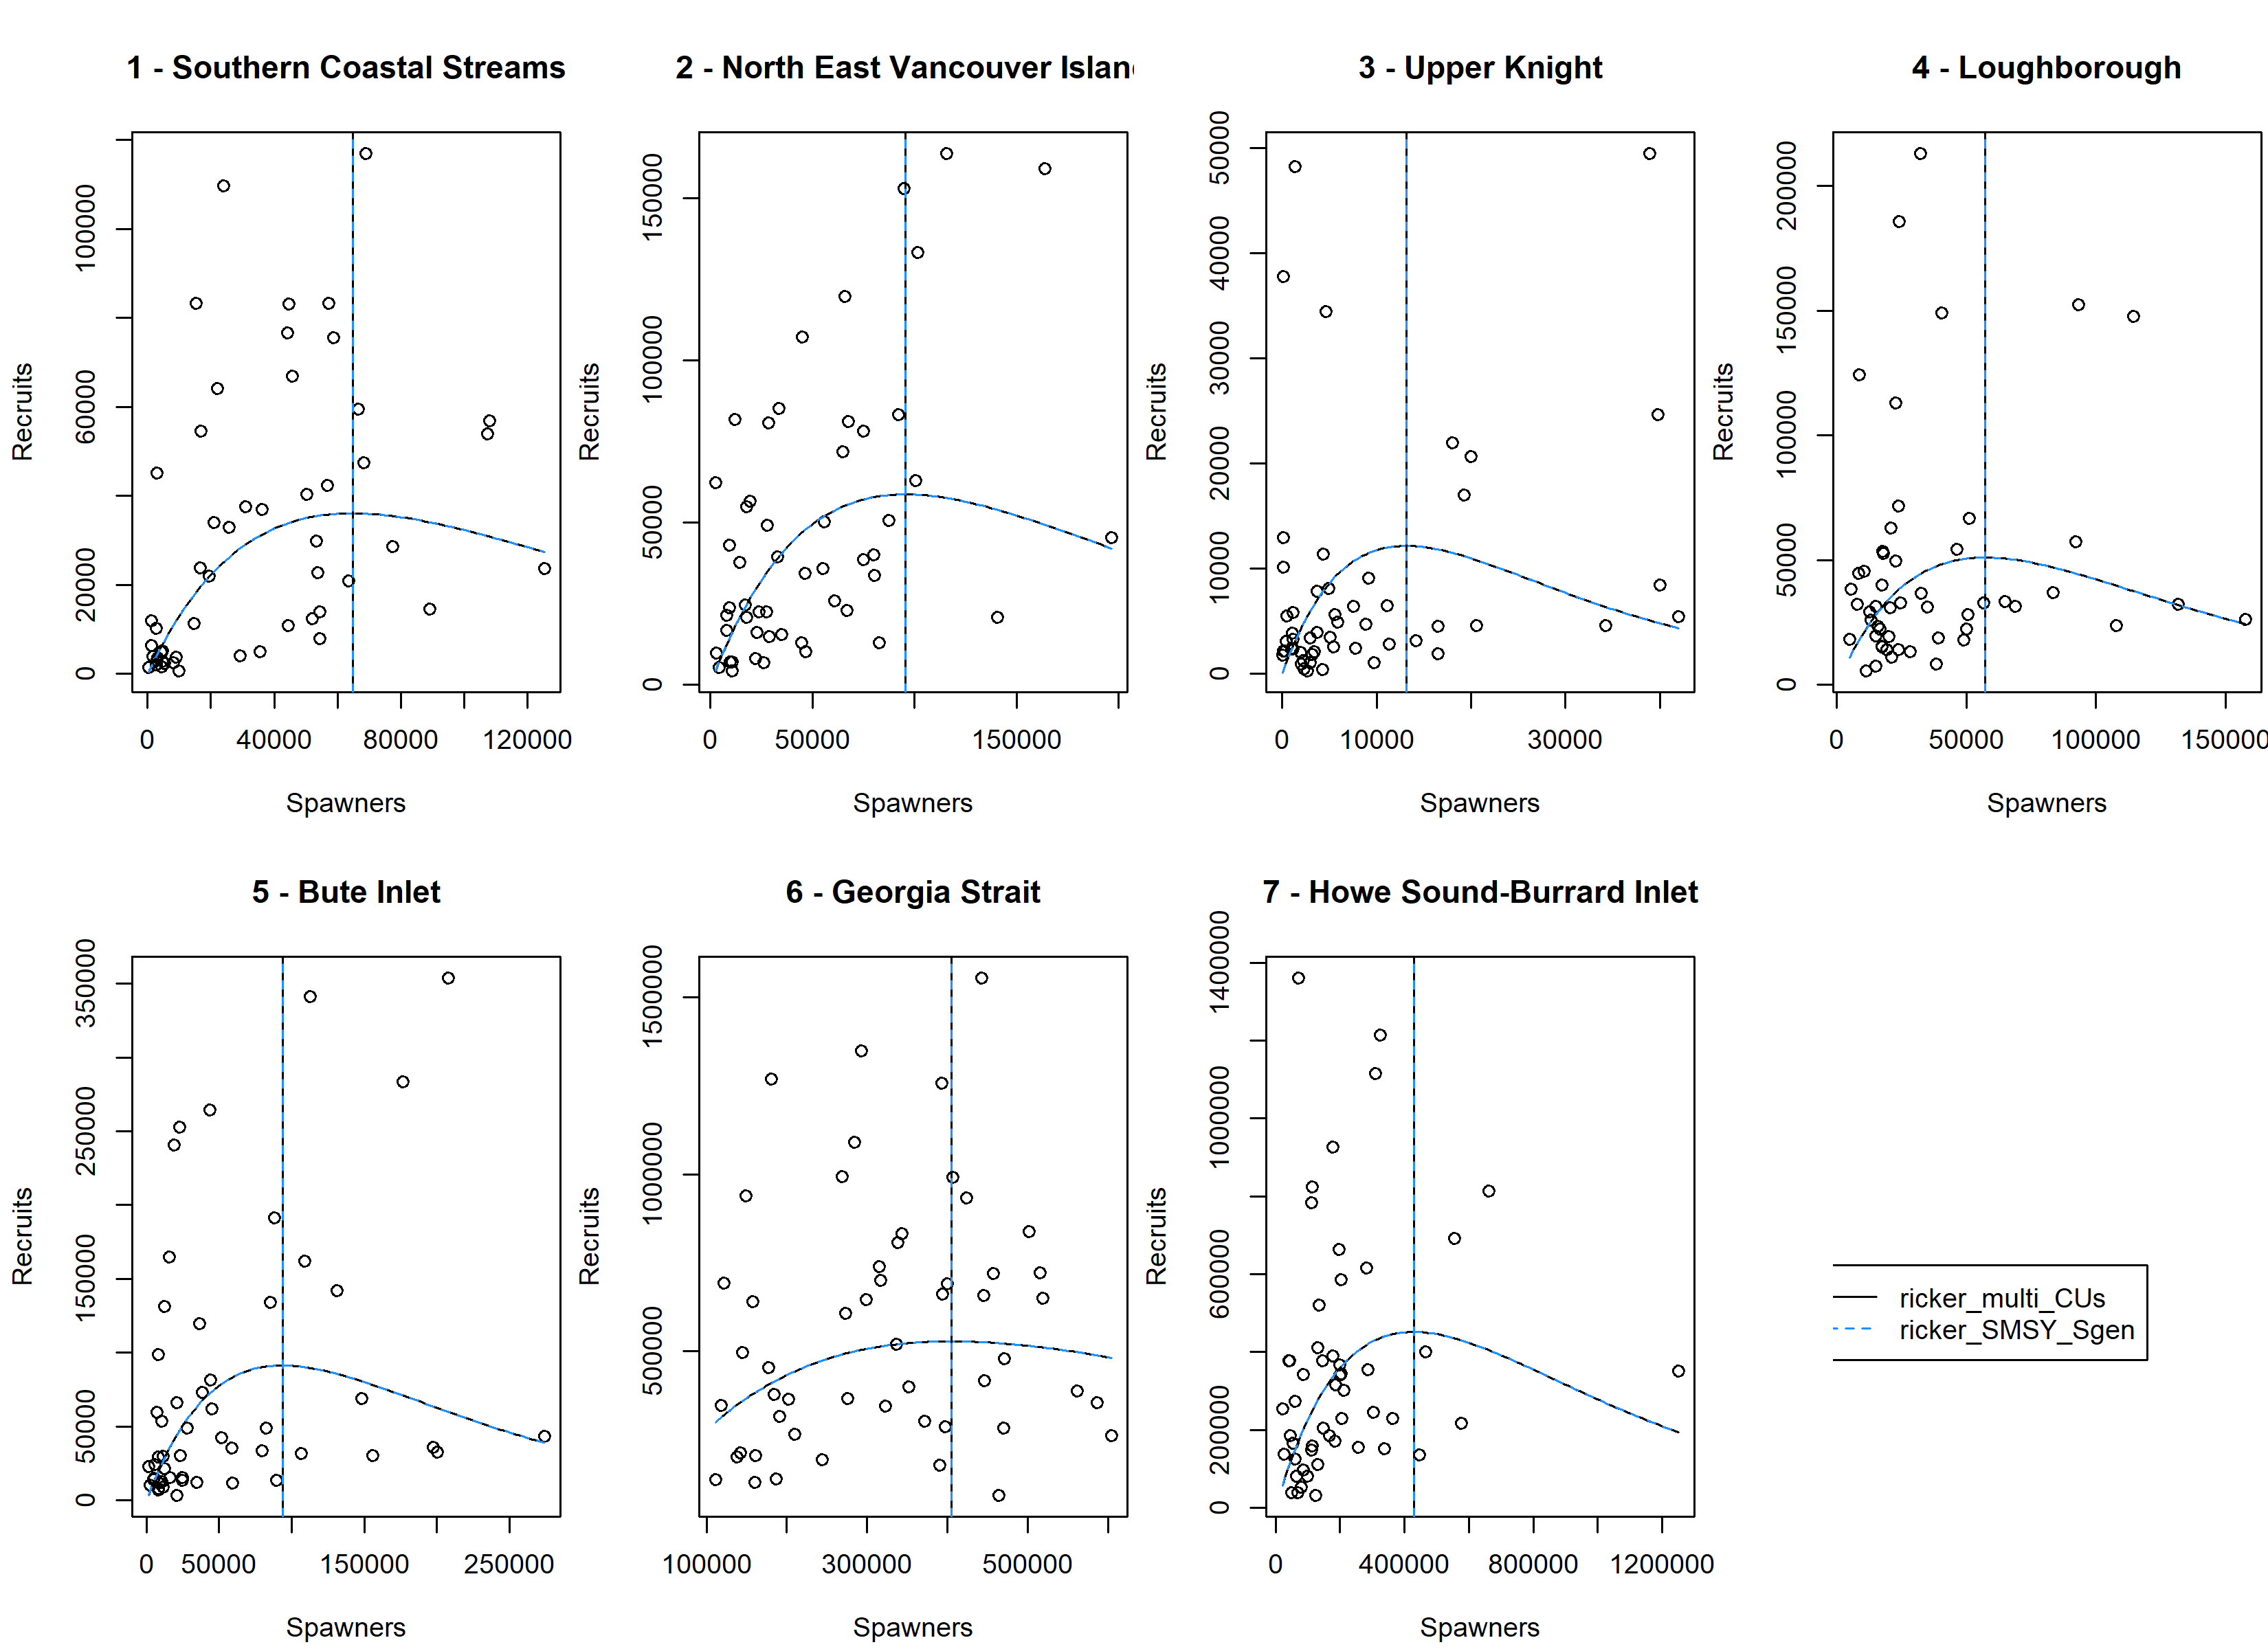 1 - Southern Coastal Streams
Recruits
0
20000
60000
100000
0
40000
80000
120000
Spawners
2 - North East Vancouver Islan
Recruits
0
50000
100000
150000
0
50000
150000
Spawners
3 - Upper Knight
Recruits
0
10000
20000
30000
40000
50000
0
10000
30000
Spawners
4 - Loughborough
Recruits
0
50000
100000
150000
200000
0
50000
100000
150000
Spawners
5 - Bute Inlet
Recruits
0
50000
150000
250000
350000
0
50000
150000
250000
Spawners
6 - Georgia Strait
Recruits
500000
1000000
1500000
100000
300000
500000
Spawners
7 - Howe Sound-Burrard Inlet
Recruits
0
200000
600000
1000000
1400000
0
400000
800000
1200000
Spawners
ricker_multi_CUs
ricker_SMSY_Sgen